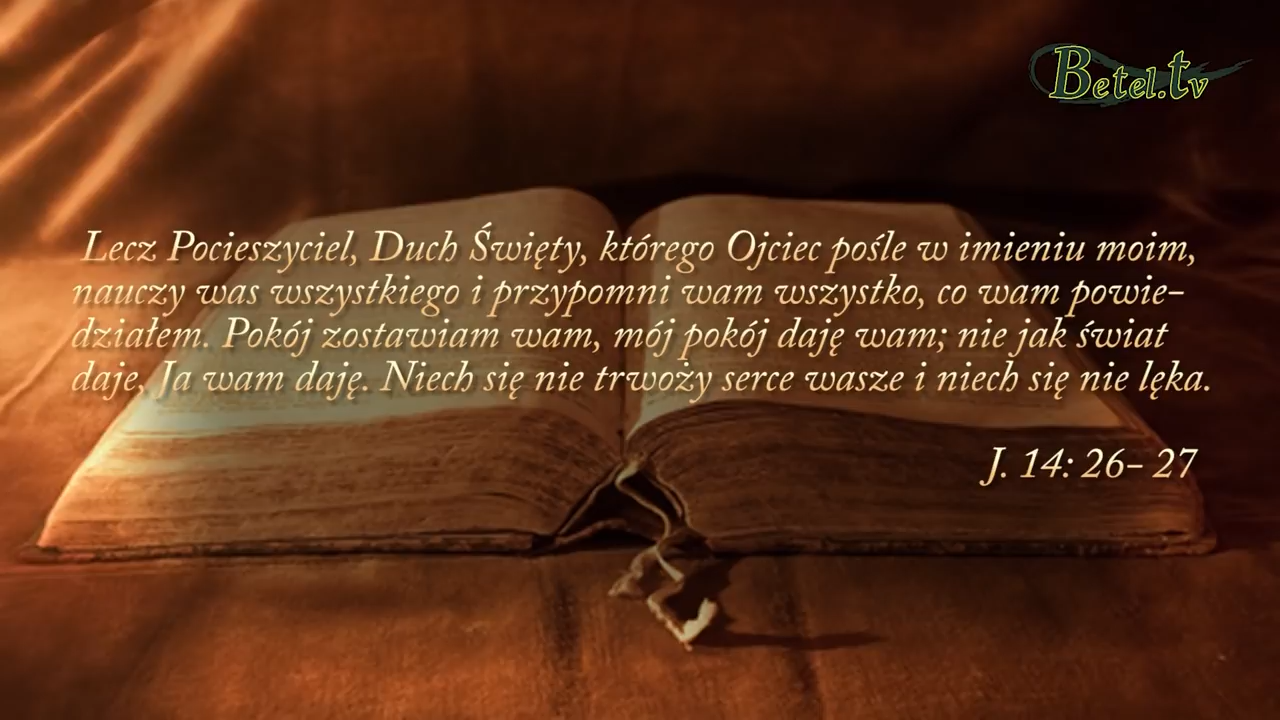 Betel.tv
Lecz Pocieszyciel, Duch Święty, którego Ojciec pośle w imieniu moim,
nauczy was wszystkiego i przypomni wam wszystko, co wam powie-
działem. Pokój zostawiam wam, mój pokój daję wam; nie jak świat
daje, Ja wam daję. Niech się nie trwoży serce wasze i niech się nie lęka.
J. 14: 26- 27